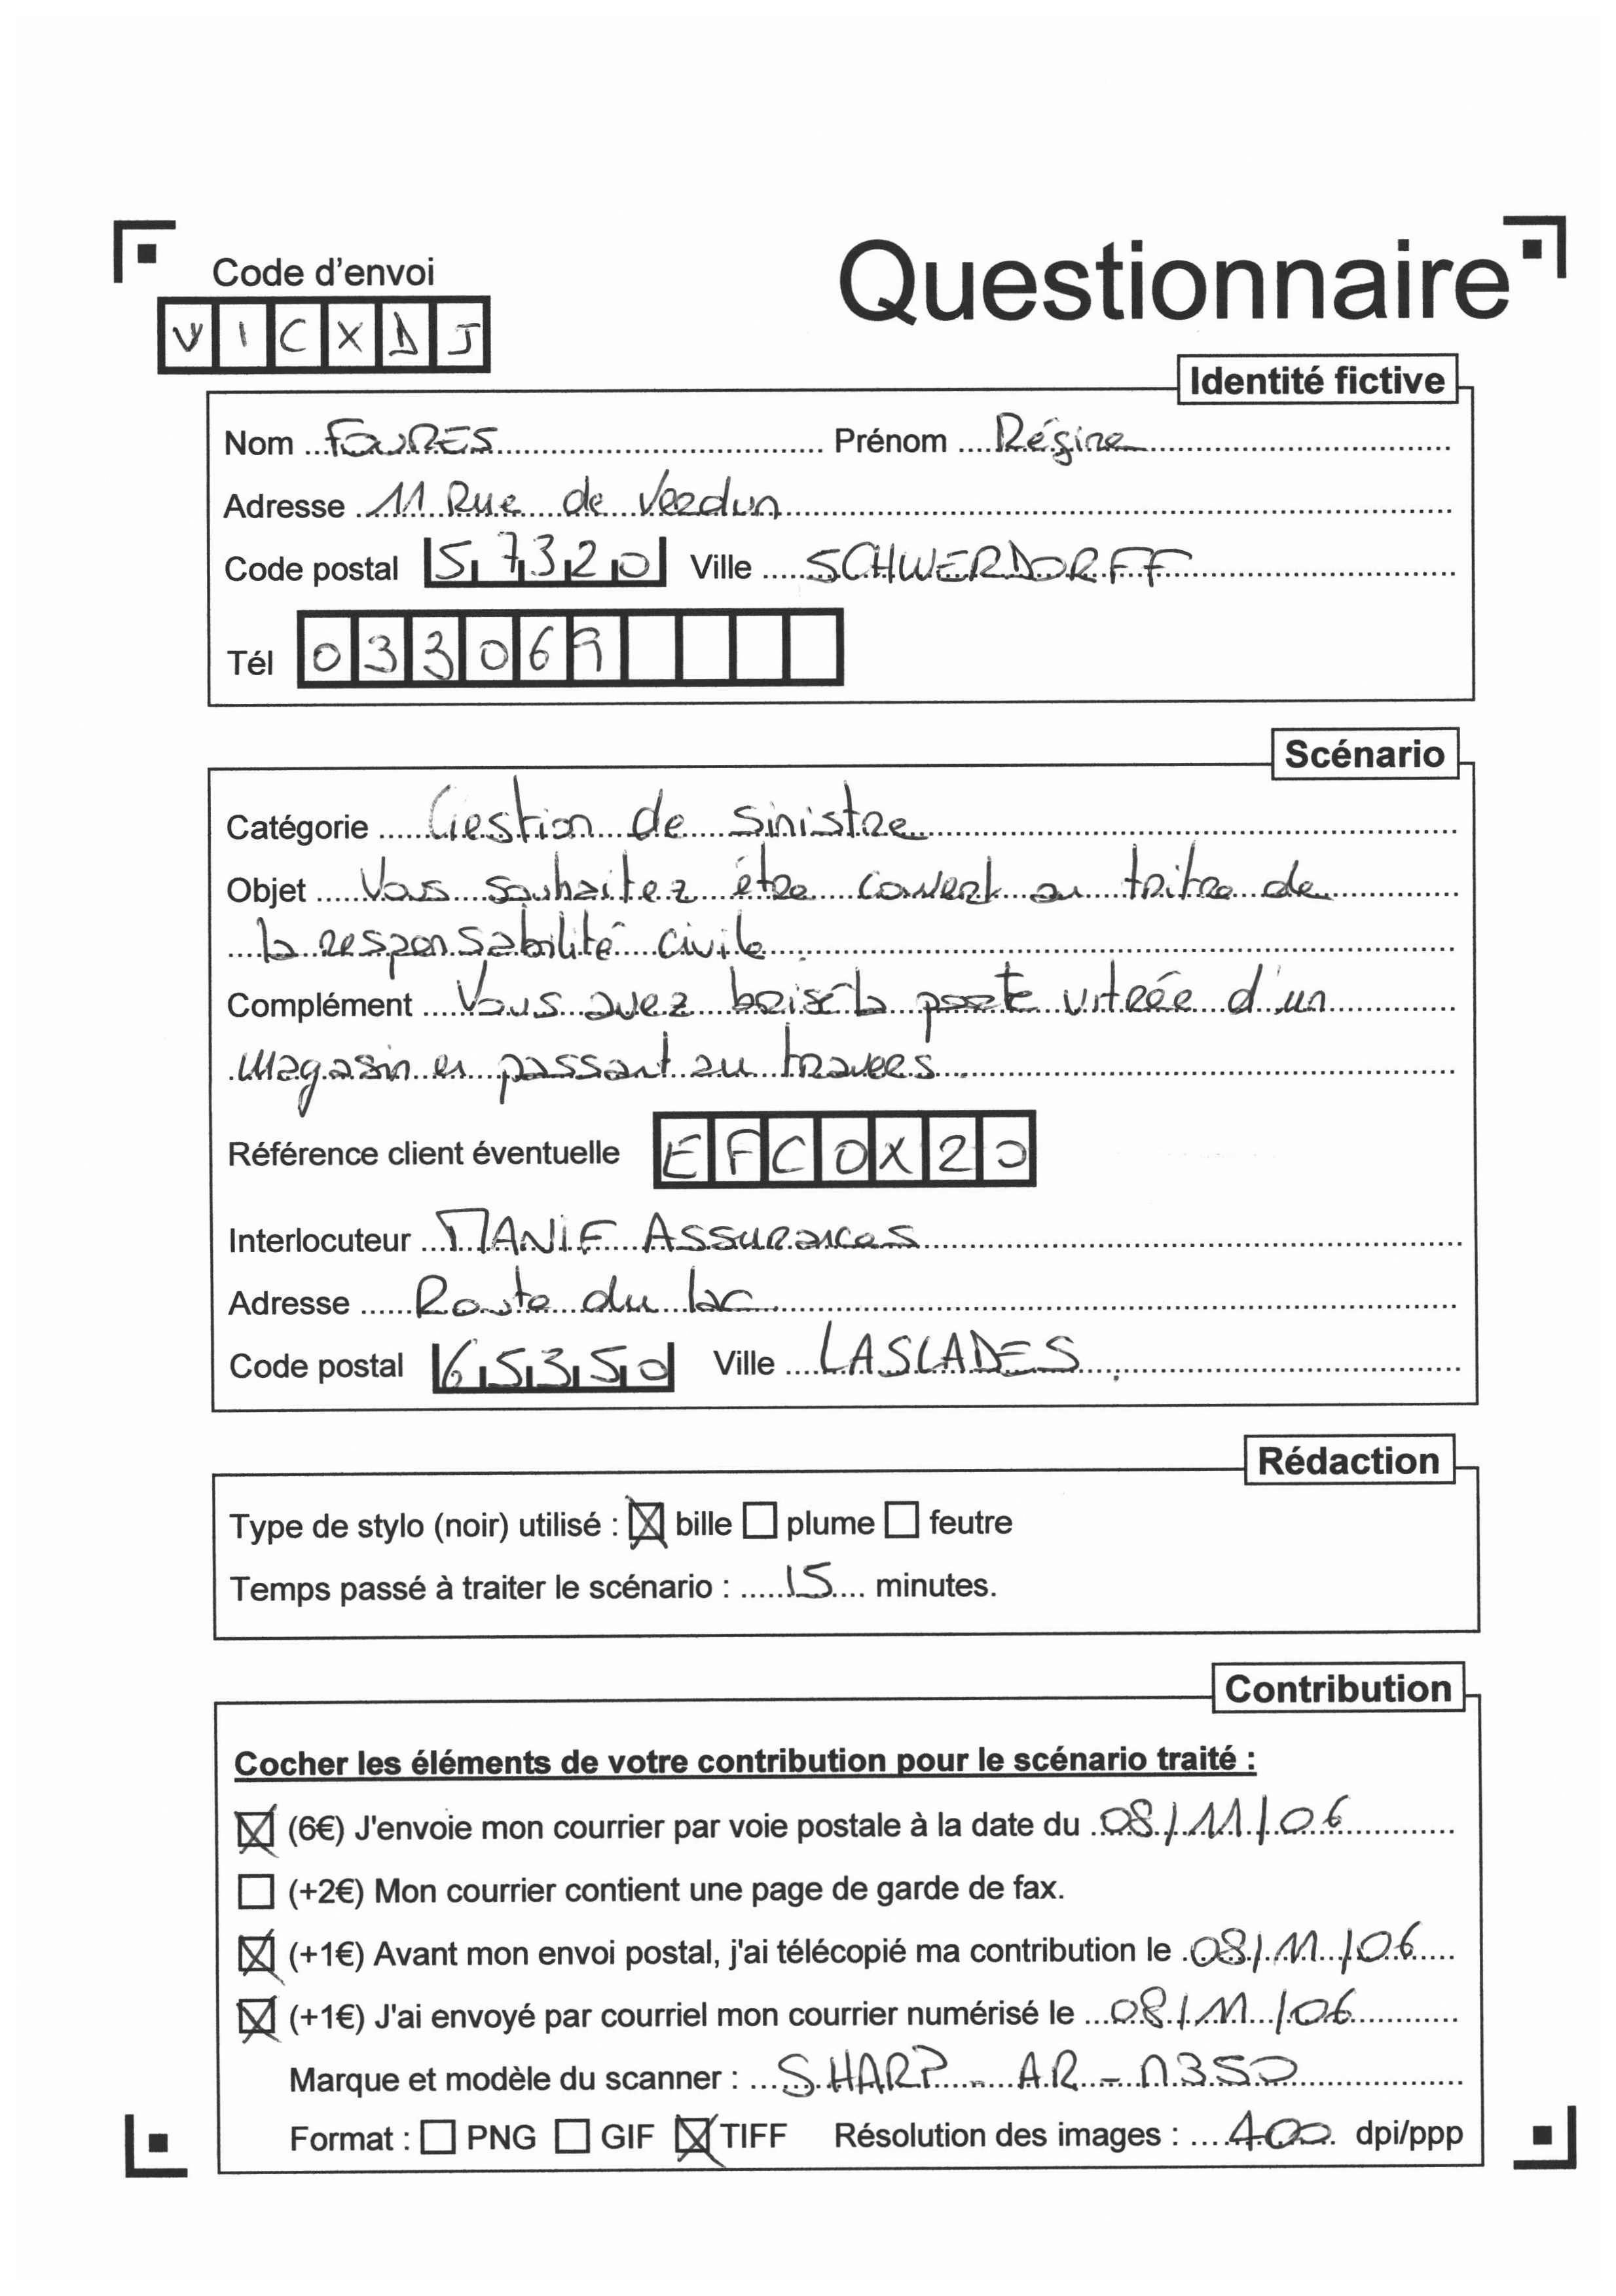 Code d'envoi
Questionnaire
V I C X D J
Identité fictive
Nom FOURES Prénom Régine
Adresse 11 Rue de Verdun
Code postal 57320 Ville SCHWERDORFF
Tél 033069
Scénario
Catégorie Gestion de sinistre
Objet Vous souhaitez être couvert au tritre de
la responsabilité civile.
Complément Vous avez brisé la porte vitrée d'un
magasin en passant au travers.
Référence client éventuelle EFC0X20
Interlocuteur MANIF Assurances
Adresse Route du lac.
Code postal 65350 Ville LASLADES.
Rédaction
Type de stylo (noir) utilisé : ☒ bille ☐ plume ☐ feutre
Temps passé à traiter le scénario : 15 minutes.
Contribution
Cocher les éléments de votre contribution pour le scénario traité :
☒ (6€) J'envoie mon courrier par voie postale à la date du 08/11/06
☐ (+2€) Mon courrier contient une page de garde de fax.
☒ (+1€) Avant mon envoi postal, j'ai télécopié ma contribution le 08/11/06
☒ (+1€) J'ai envoyé par courriel mon courrier numérisé le 08/11/06
Marque et modèle du scanner : SHARP - AR - M350
Format : ☐ PNG ☐ GIF ☒ TIFF Résolution des images : 400 dpi/ppp